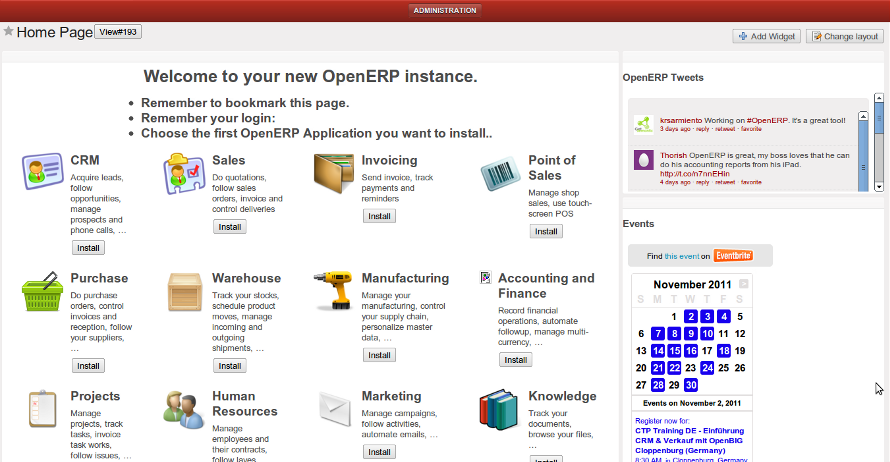 ADMINISTRATION
Home Page View#193
Add Widget Change layout
Welcome to your new OpenERP instance.
• Remember to bookmark this page.
• Remember your login:
• Choose the first OpenERP Application you want to install..
CRM
Acquire leads,
follow
opportunities,
manage
prospects and
phone calls, ...
Install
Sales
Do quotations,
follow sales
orders, invoice and
control deliveries
Install
Invoicing
Send invoice, track
payments and
reminders
Install
Point of
Sales
Manage shop
sales, use touch-
screen POS
Install
Purchase
Do purchase
orders, control
invoices and
reception, follow
your suppliers,
...
Install
Warehouse
Track your stocks,
schedule product
moves, manage
incoming and
outgoing
shipments, ...
Install
Manufacturing
Manage your
manufacturing, control
your supply chain,
personalize master
data, ...
Install
Accounting and
Finance
Record financial
operations, automate
followup, manage multi-
currency, ...
Install
Projects
Manage
projects, track
tasks, invoice
task works,
follow issues, ...
Human
Resources
Manage
employees and
their contracts,
follow laves
Marketing
Manage campaigns,
follow activities,
automate emails, ...
Install
Knowledge
Track your
documents,
browse your files,
...
Install
OpenERP Tweets
krsarmiento Working on #OpenERP. It's a great tool!
3 days ago · reply · retweet · favorite
Thorish OpenERP is great, my boss loves that he can
do his accounting reports from his iPad.
http://t.co/n7nnEHin
4 days ago · reply · retweet · favorite
Events
Find this event on Eventbrite
November 2011 >
S M T W T F S
1 2 3 4 5
6 7 8 9 10 11 12
13 14 15 16 17 18 19
20 21 22 23 24 25 26
27 28 29 30
Events on November 2, 2011
Register now for:
CTP Training DE - Einführung
CRM & Verkauf mit OpenBIG
Cloppenburg (Germany)
8:30 AM, in Cloppenburg, Germany